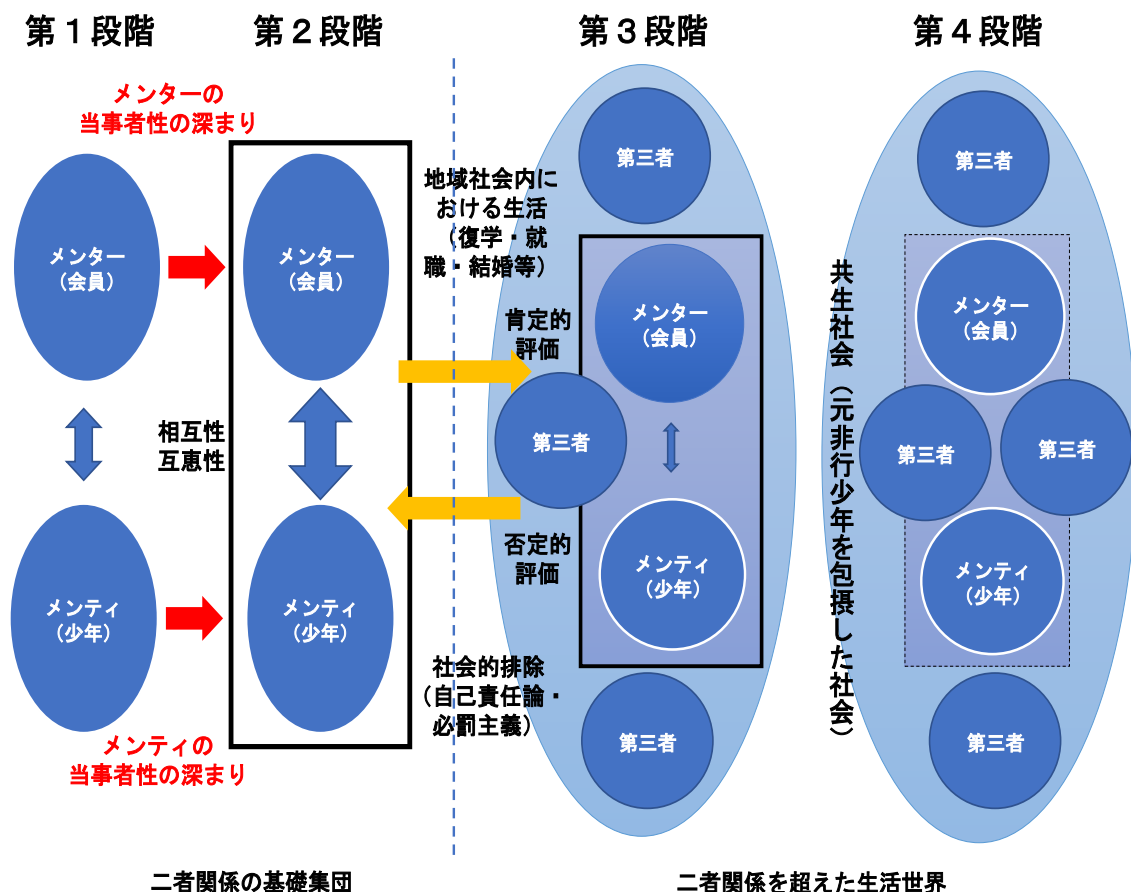 第１段階
第２段階
第３段階
第４段階
メンターの
当事者性の深まり
メンター
（会員）
メンター
（会員）
相互性
互恵性
メンティ
（少年）
メンティ
（少年）
メンティの
当事者性の深まり
地域社会内に
おける生活
（復学・就
職・結婚等）
肯定的
評価
否定的
評価
社会的排除
（自己責任論・
必罰主義）
第三者
メンター
（会員）
第三者
メンティ
（少年）
第三者
共生社会（元非行少年を包摂した社会）
第三者
メンター
（会員）
第三者
第三者
メンティ
（少年）
第三者
二者関係の基礎集団
二者関係を超えた生活世界